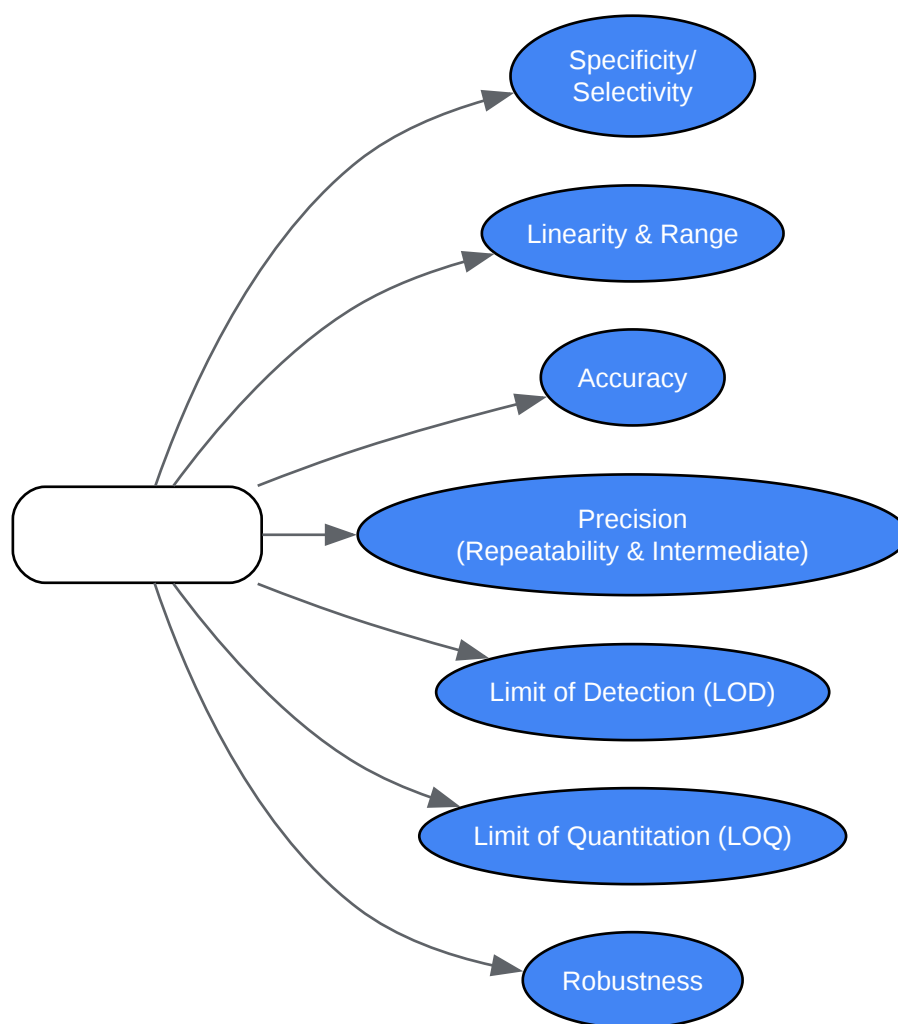 Specificity/
Selectivity
Linearity & Range
Accuracy
Precision
(Repeatability & Intermediate)
Limit of Detection (LOD)
Limit of Quantitation (LOQ)
Robustness